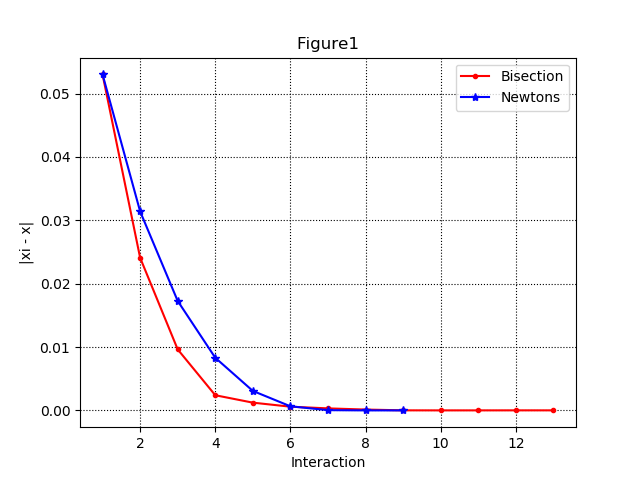 Figure1
Bisection
Newtons
|xi - x|
0.05
0.04
0.03
0.02
0.01
0.00
2 4 6 8 10 12
Interaction